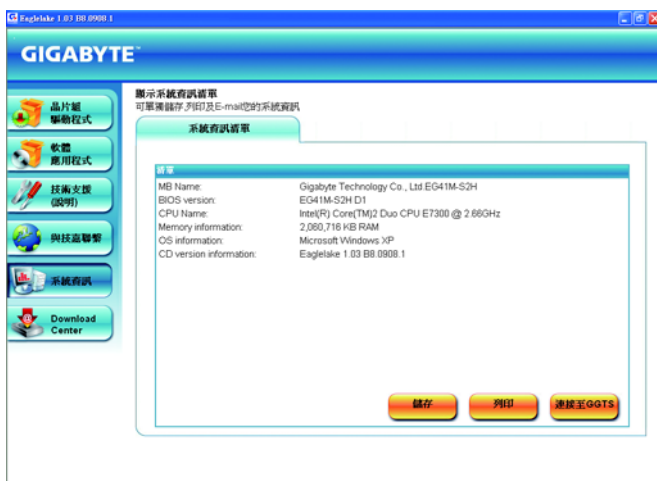 Eaglelake 1.03 B8.0908.1
GIGABYTE™
顯示系統資訊清單
可單獨儲存,列印及E-mail您的系統資訊
晶片組
驅動程式
軟體
應用程式
技術支援
(說明)
與技嘉聯繫
系統資訊
Download
Center
系統資訊清單
清單
MB Name: Gigabyte Technology Co., Ltd.EG41M-S2H
BIOS version: EG41M-S2H D1
CPU Name: Intel(R) Core(TM)2 Duo CPU E7300 @ 2.66GHz
Memory information: 2,060,716 KB RAM
OS information: Microsoft Windows XP
CD version information: Eaglelake 1.03 B8.0908.1
儲存
列印
連接至GGTS